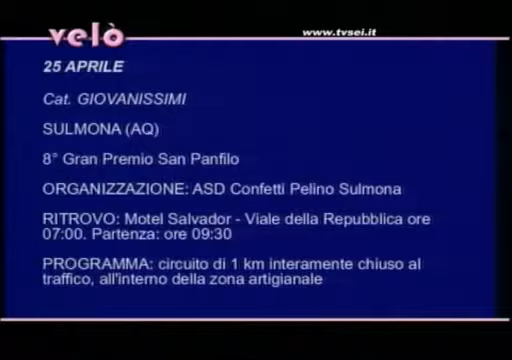 velò
www.tvsei.it
25 APRILE
Cat. GIOVANISSIMI
SULMONA (AQ)
8° Gran Premio San Panfilo
ORGANIZZAZIONE: ASD Confetti Pelino Sulmona
RITROVO: Motel Salvador - Viale della Repubblica ore
07:00. Partenza: ore 09:30
PROGRAMMA: circuito di 1 km interamente chiuso al
traffico, all'interno della zona artigianale